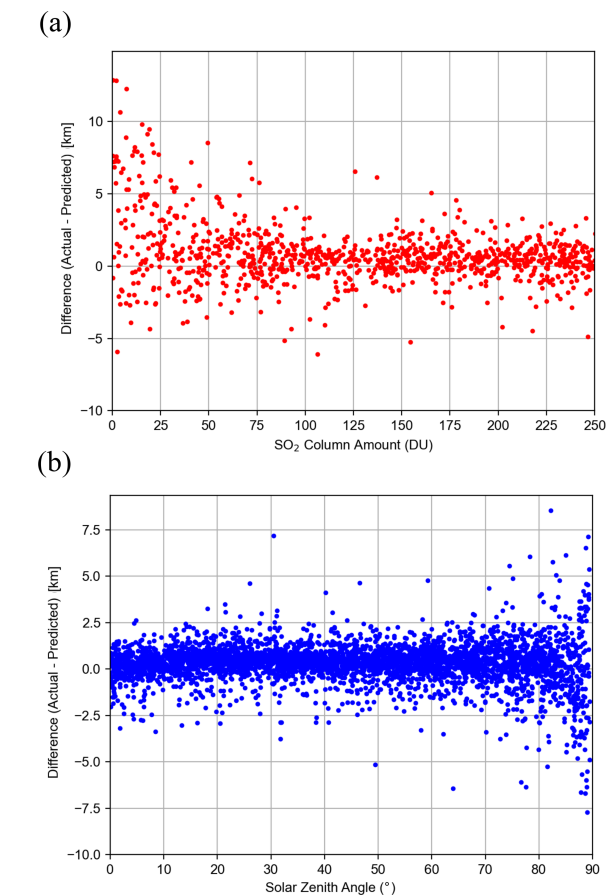 (a)
Difference (Actual - Predicted) [km]
10
5
0
−5
−10
0 25 50 75 100 125 150 175 200 225 250
SO₂ Column Amount (DU)
(b)
Difference (Actual - Predicted) [km]
7.5
5.0
2.5
0.0
−2.5
−5.0
−7.5
−10.0
0 10 20 30 40 50 60 70 80 90
Solar Zenith Angle (°)